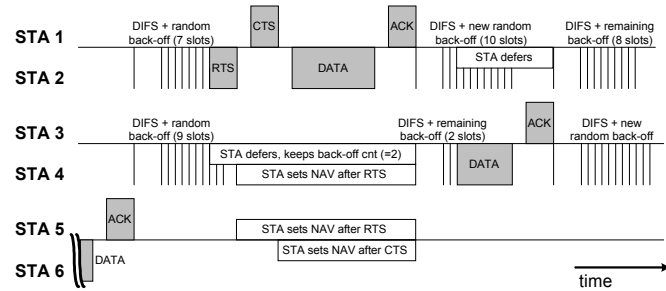 STA 1
DIFS + random
back-off (7 slots)
CTS
ACK
DIFS + new random
back-off (10 slots)
DIFS + remaining
back-off (8 slots)
STA defers
STA 2
RTS
DATA
STA 3
DIFS + random
back-off (9 slots)
DIFS + remaining
back-off (2 slots)
ACK
DIFS + new
random back-off
STA defers, keeps back-off cnt (=2)
STA 4
STA sets NAV after RTS
DATA
STA 5
ACK
STA sets NAV after RTS
STA 6
DATA
STA sets NAV after CTS
time